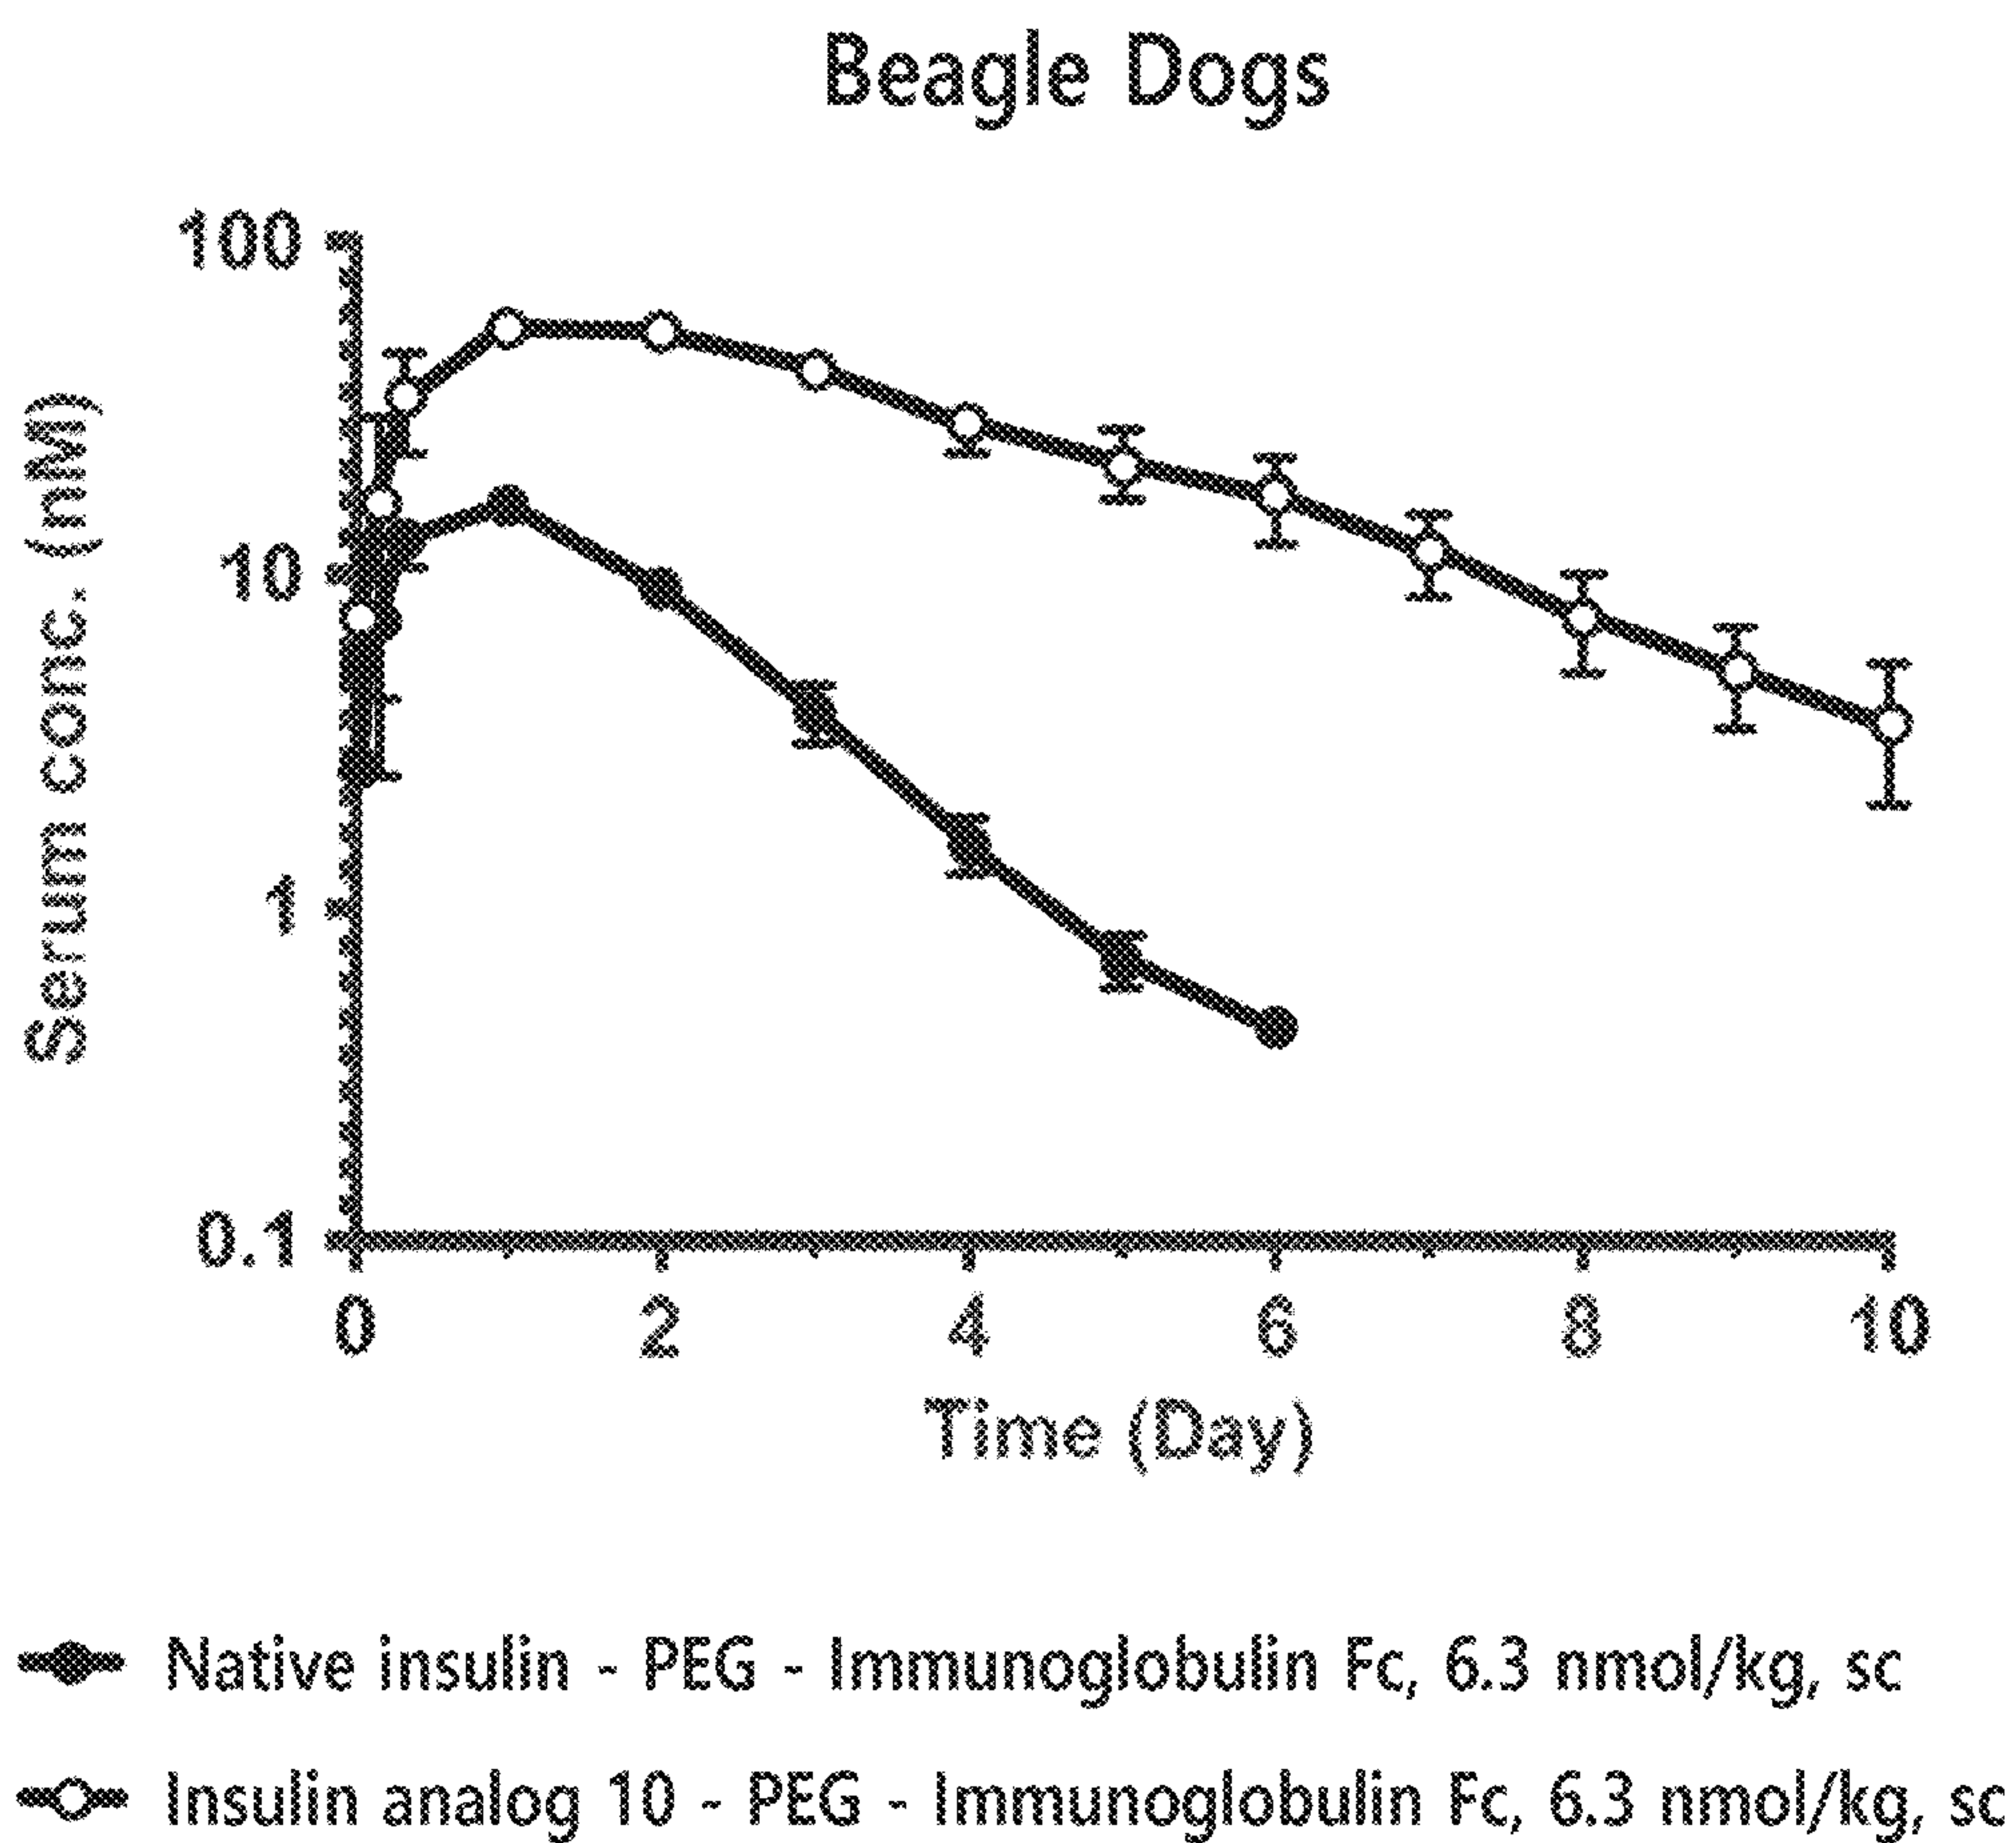 Beagle Dogs
100
10
1
0.1
Serum conc. (nM)
0 2 4 6 8 10
Time (Day)
Native insulin - PEG - Immunoglobulin Fc, 6.3 nmol/kg, sc
Insulin analog 10 - PEG - Immunoglobulin Fc, 6.3 nmol/kg, sc